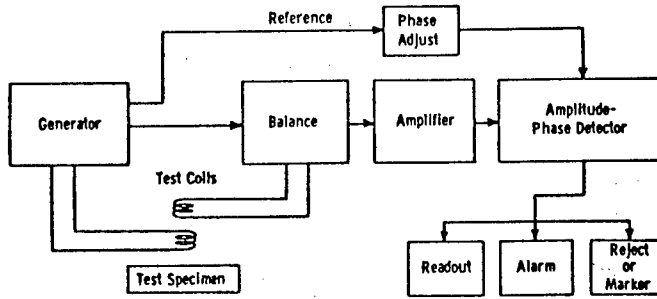 Reference
Phase
Adjust
Generator
Balance
Amplifier
Amplitude-
Phase Detector
Test Coils
Test Specimen
Readout
Alarm
Reject
or
Marker